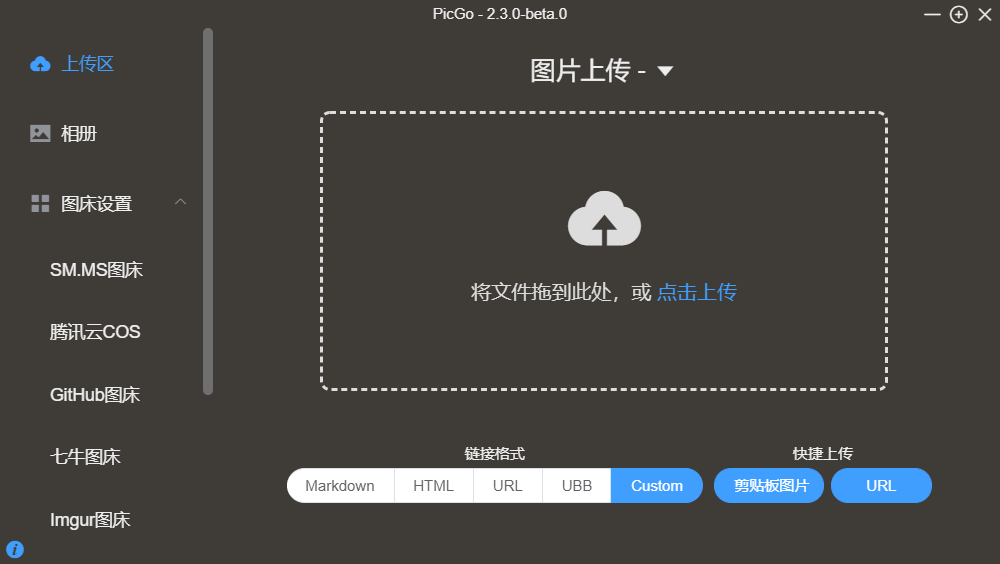 PicGo - 2.3.0-beta.0
上传区
相册
图床设置
SM.MS图床
腾讯云COS
GitHub图床
七牛图床
Imgur图床
图片上传 -
将文件拖到此处，或 点击上传
链接格式
Markdown HTML URL UBB Custom
快捷上传
剪贴板图片 URL